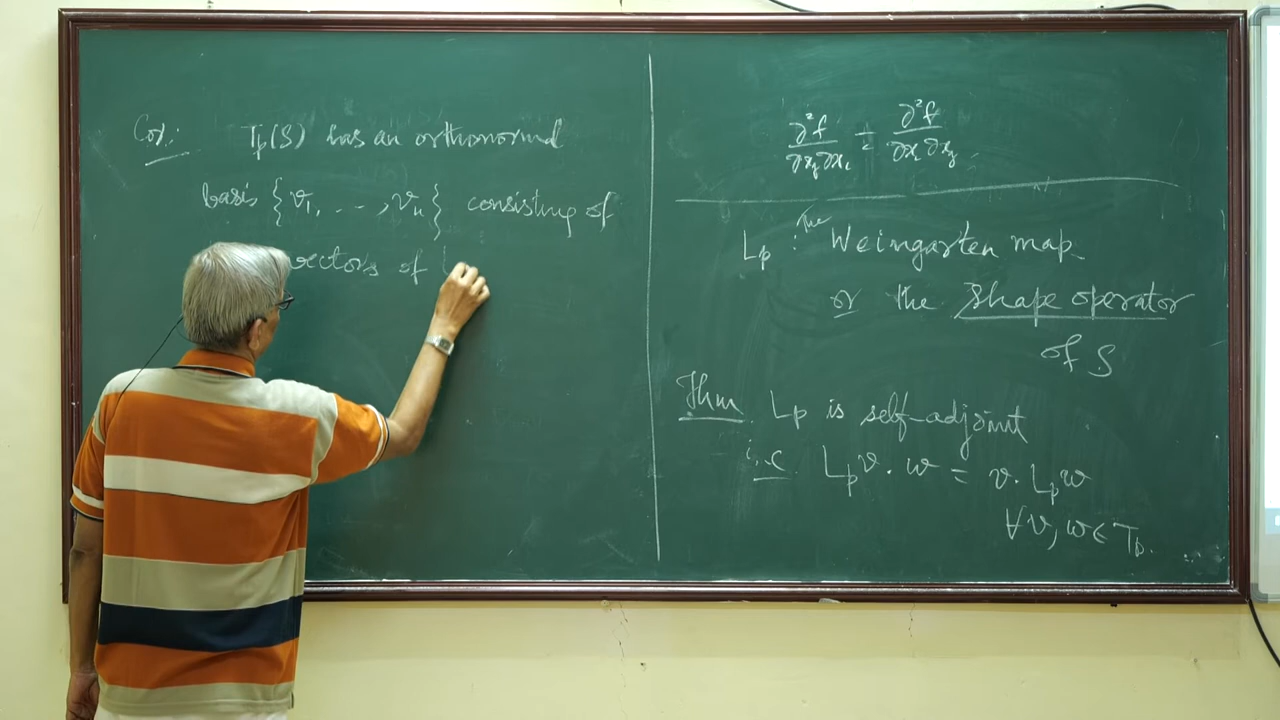 Cor.: Tp(S) has an orthonormal
basis {v1, ..., vn} consisting of
vectors of
∂²f/∂xj∂xi = ∂²f/∂xi∂xj
Lp : the Weingarten map
or the shape operator
of S
Thm Lp is self-adjoint
i.e. Lpv . w = v. Lpw
∀v, w ∈ Tp.